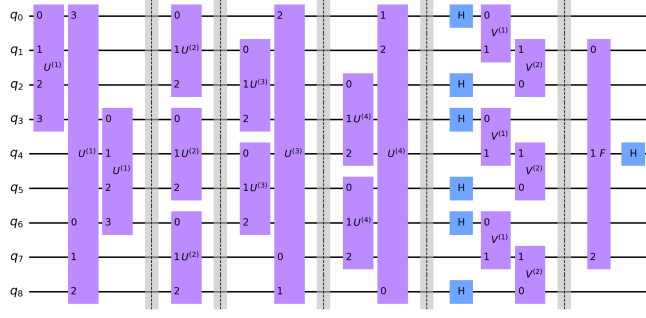 q0 0 3 0 2 1 H 0
q1 1 1 U(2) 0 2 1 1 0
U(1) V(1)
q2 2 2 1 U(3) 0 H 0 V(2)
q3 3 0 0 2 1 U(4) H 0
q4 U(1) 1 1 U(2) 0 U(3) 2 U(4) 1 V(1) 1 1 F H
U(1) V(2)
q5 2 2 1 U(3) 0 H 0
q6 0 3 0 2 1 U(4) H 0
q7 1 1 U(2) 0 2 1 V(1) 1 2
q8 2 2 1 0 H 0 V(2)